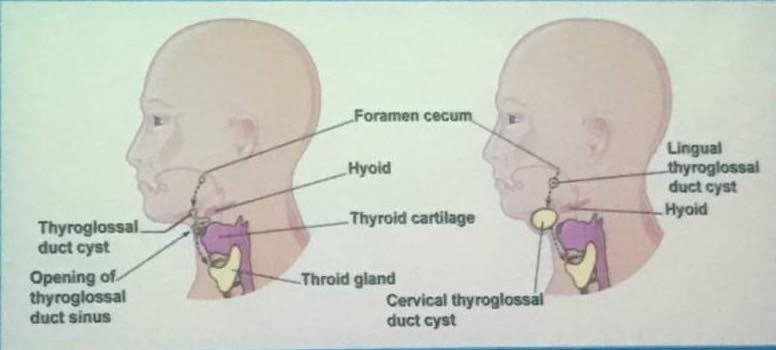 Foramen cecum
Hyoid
Thyroid cartilage
Throid gland
Thyroglossal
duct cyst
Opening of
thyroglossal
duct sinus
Lingual
thyroglossal
duct cyst
Hyoid
Cervical thyroglossal
duct cyst